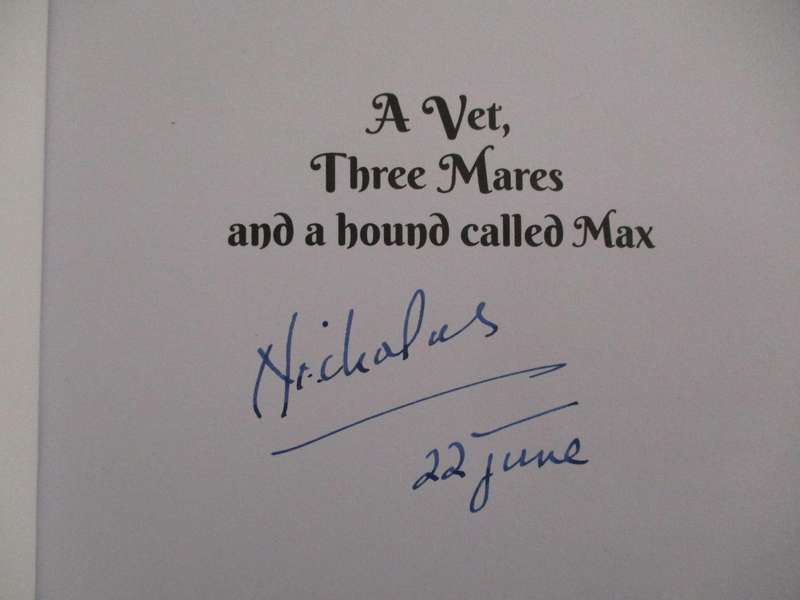 A Vet,
Three Mares
and a hound called Max
Nicholas
22 June